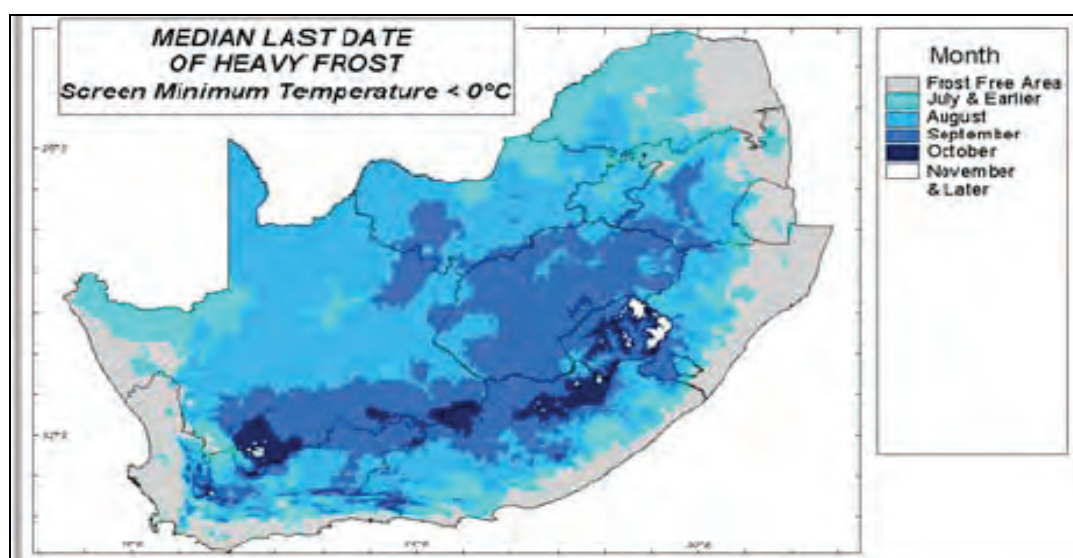 MEDIAN LAST DATE
OF HEAVY FROST
Screen Minimum Temperature < 0°C
Month
Frost Free Area
July & Earlier
August
September
October
November
& Later